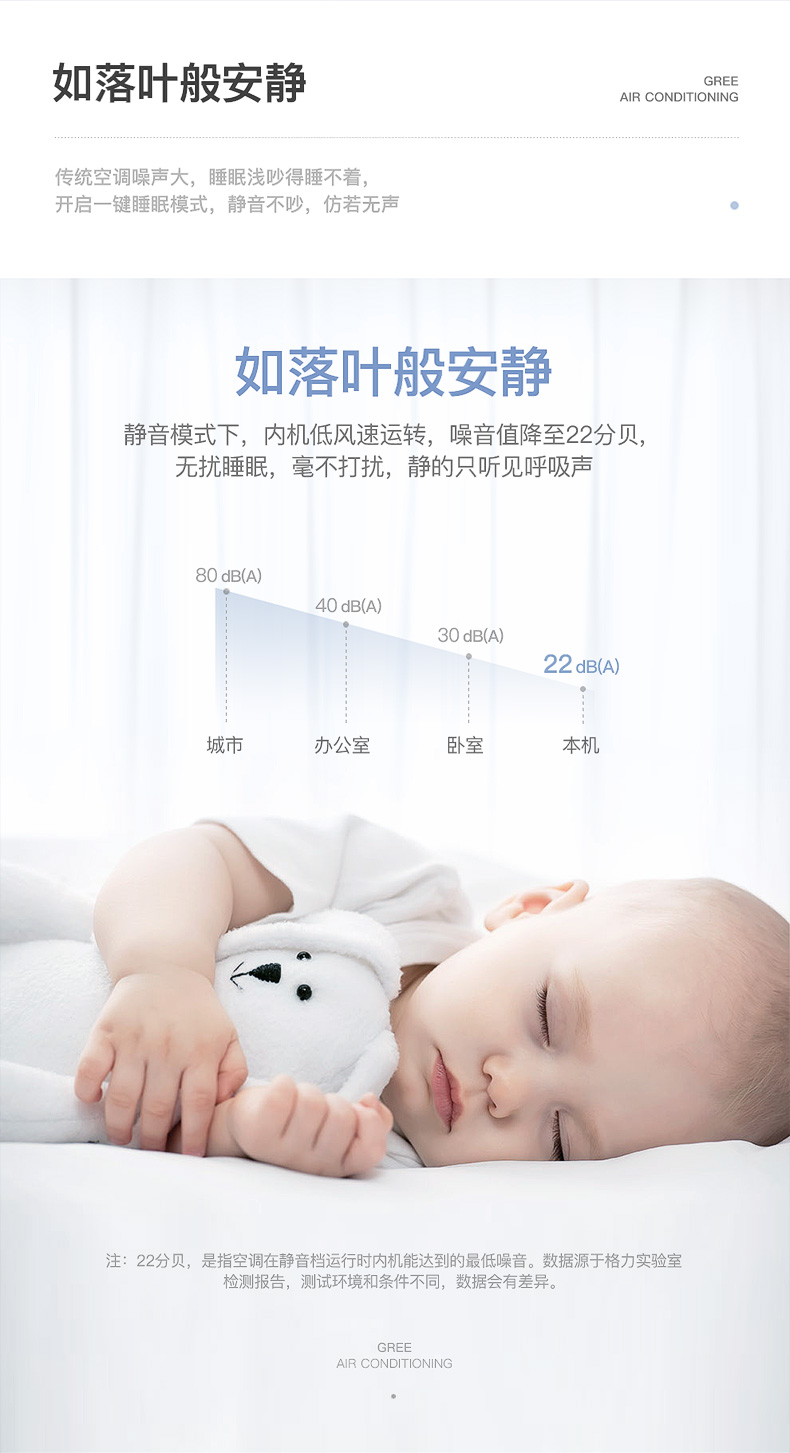 如落叶般安静
GREE
AIR CONDITIONING
传统空调噪声大，睡眠浅吵得睡不着，
开启一键睡眠模式，静音不吵，仿若无声
如落叶般安静
静音模式下，内机低风速运转，噪音值降至22分贝，
无扰睡眠，毫不打扰，静的只听见呼吸声
80 dB(A)
40 dB(A)
30 dB(A)
22 dB(A)
城市 办公室 卧室 本机
注：22分贝，是指空调在静音档运行时内机能达到的最低噪音。数据源于格力实验室
检测报告，测试环境和条件不同，数据会有差异。
GREE
AIR CONDITIONING